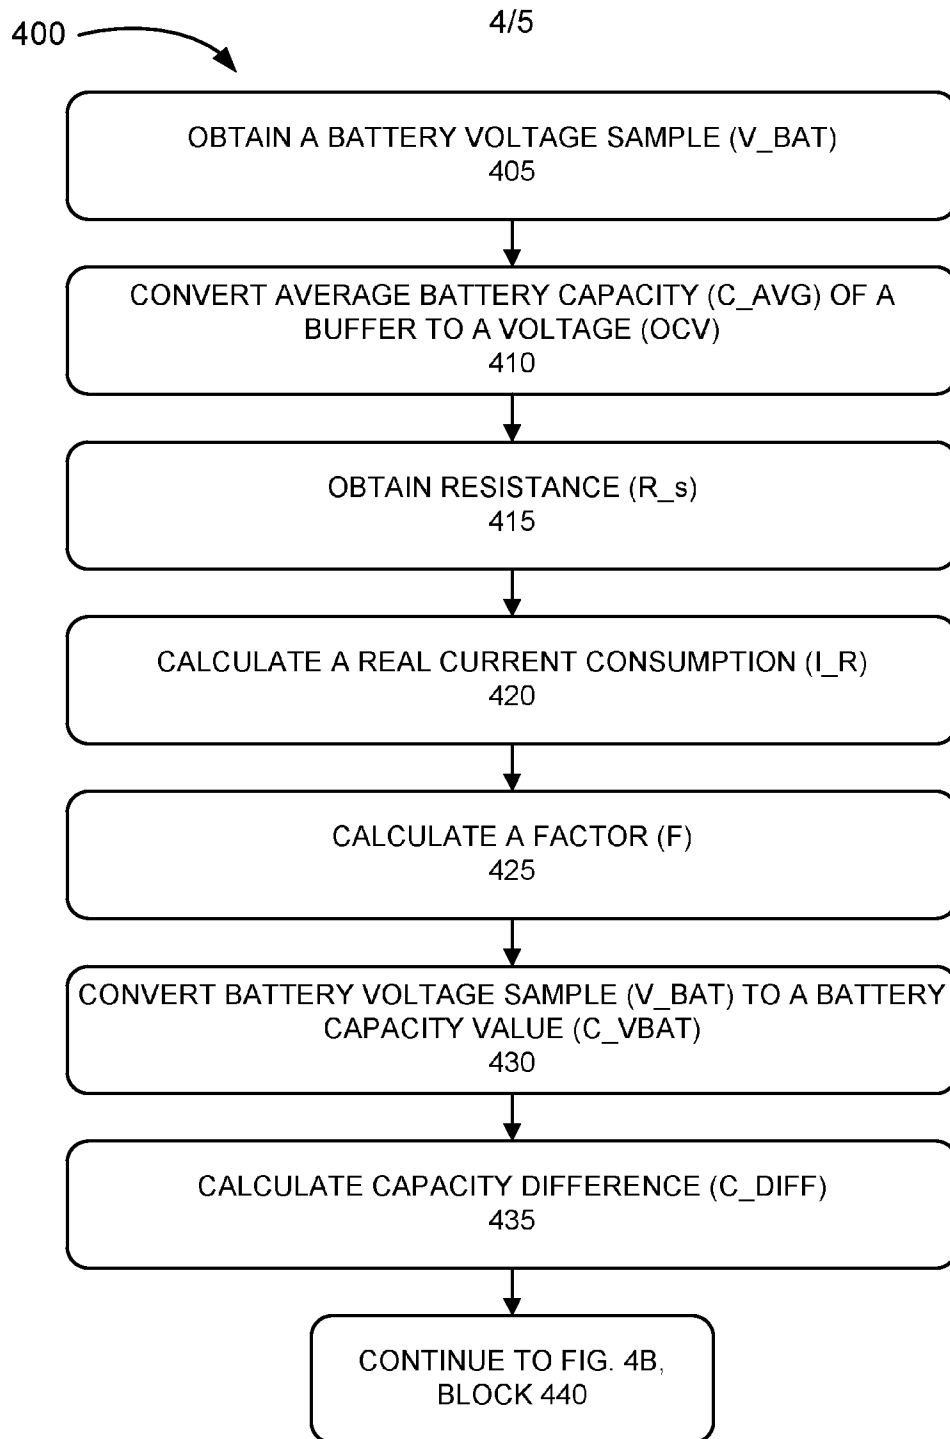 4/5
400
OBTAIN A BATTERY VOLTAGE SAMPLE (V_BAT)
405
CONVERT AVERAGE BATTERY CAPACITY (C_AVG) OF A
BUFFER TO A VOLTAGE (OCV)
410
OBTAIN RESISTANCE (R_s)
415
CALCULATE A REAL CURRENT CONSUMPTION (I_R)
420
CALCULATE A FACTOR (F)
425
CONVERT BATTERY VOLTAGE SAMPLE (V_BAT) TO A BATTERY
CAPACITY VALUE (C_VBAT)
430
CALCULATE CAPACITY DIFFERENCE (C_DIFF)
435
CONTINUE TO FIG. 4B,
BLOCK 440